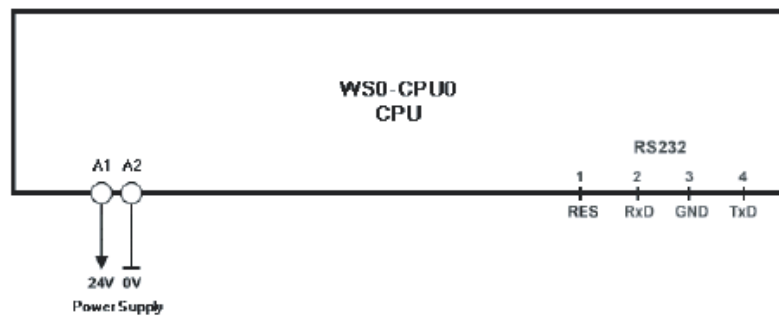 WS0-CPU0
CPU
RS232
A1 A2
1 2 3 4
RES RxD GND TxD
24V 0V
Power Supply